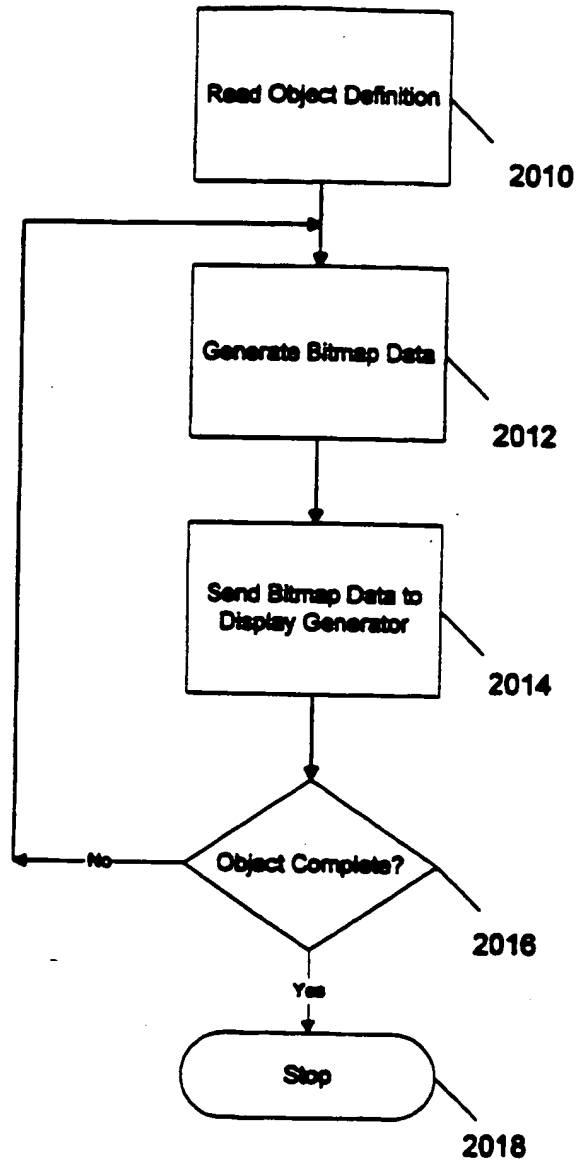 Read Object Definition
2010
Generate Bitmap Data
2012
Send Bitmap Data to
Display Generator
2014
Object Complete?
No
2016
Yes
Stop
2018